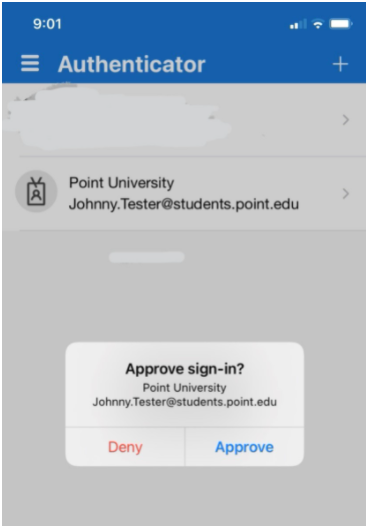 9:01
Authenticator
Point University
Johnny.Tester@students.point.edu
Approve sign-in?
Point University
Johnny.Tester@students.point.edu
Deny Approve